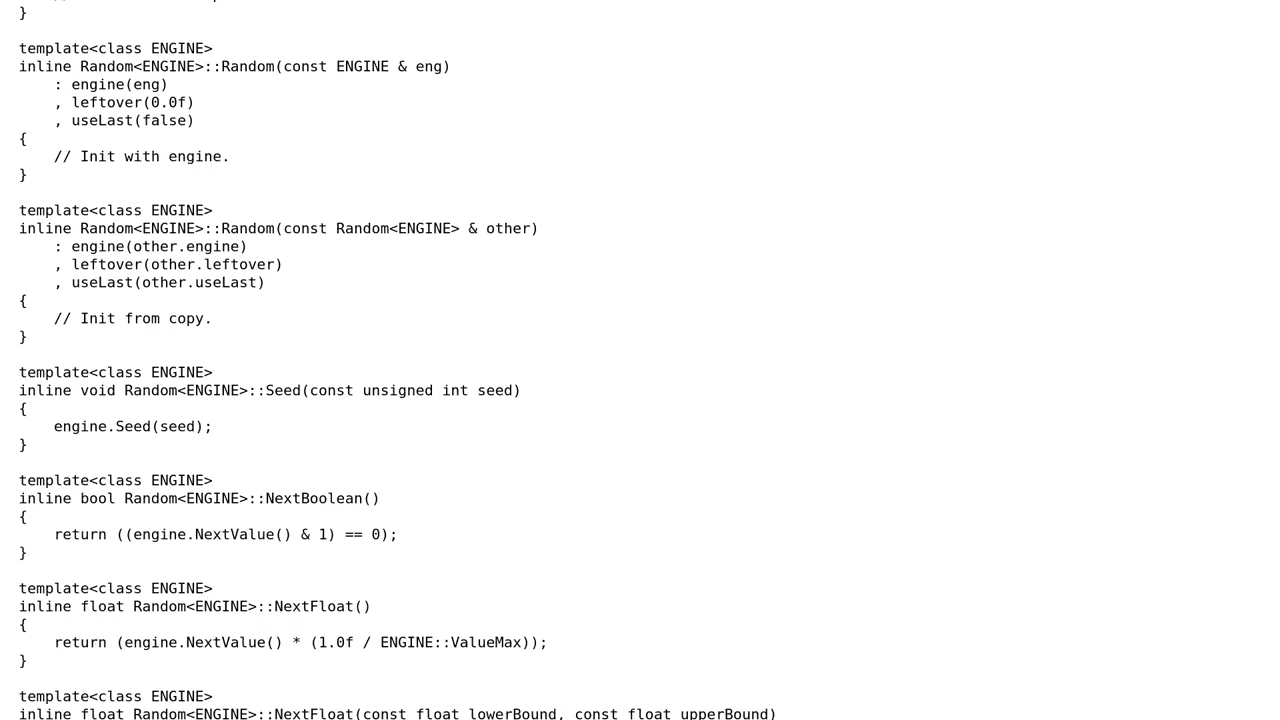 }
template<class ENGINE>
inline Random<ENGINE>::Random(const ENGINE & eng)
    : engine(eng)
    , leftover(0.0f)
    , useLast(false)
{
    // Init with engine.
}
template<class ENGINE>
inline Random<ENGINE>::Random(const Random<ENGINE> & other)
    : engine(other.engine)
    , leftover(other.leftover)
    , useLast(other.useLast)
{
    // Init from copy.
}
template<class ENGINE>
inline void Random<ENGINE>::Seed(const unsigned int seed)
{
    engine.Seed(seed);
}
template<class ENGINE>
inline bool Random<ENGINE>::NextBoolean()
{
    return ((engine.NextValue() & 1) == 0);
}
template<class ENGINE>
inline float Random<ENGINE>::NextFloat()
{
    return (engine.NextValue() * (1.0f / ENGINE::ValueMax));
}
template<class ENGINE>
inline float Random<ENGINE>::NextFloat(const float lowerBound, const float upperBound)